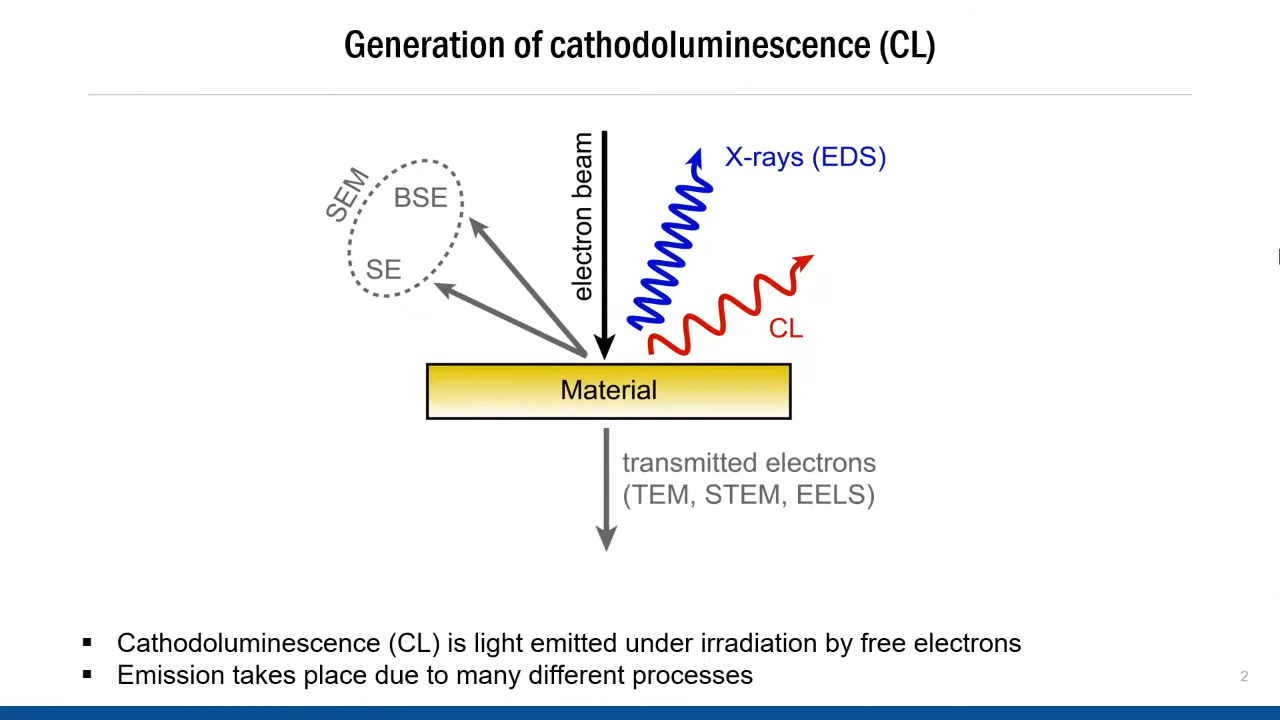 Generation of cathodoluminescence (CL)
SEM
BSE
SE
electron beam
X-rays (EDS)
CL
Material
transmitted electrons
(TEM, STEM, EELS)
▪ Cathodoluminescence (CL) is light emitted under irradiation by free electrons
▪ Emission takes place due to many different processes
2